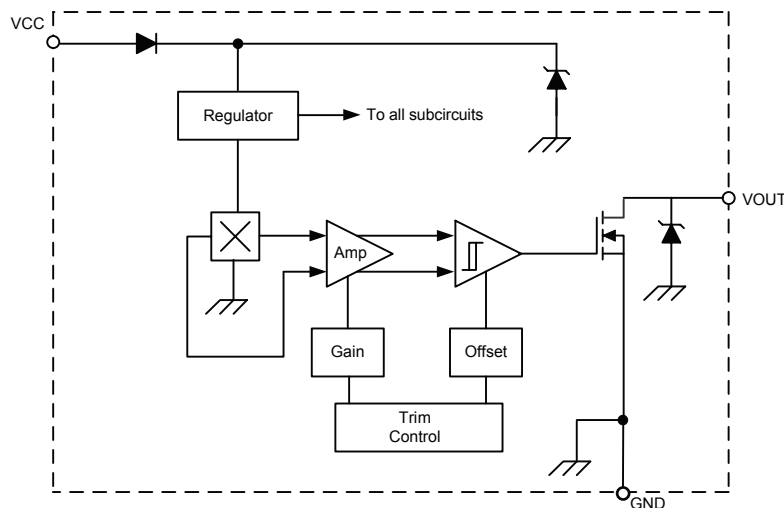 VCC
Regulator
To all subcircuits
VOUT
Amp
Gain
Offset
Trim
Control
GND